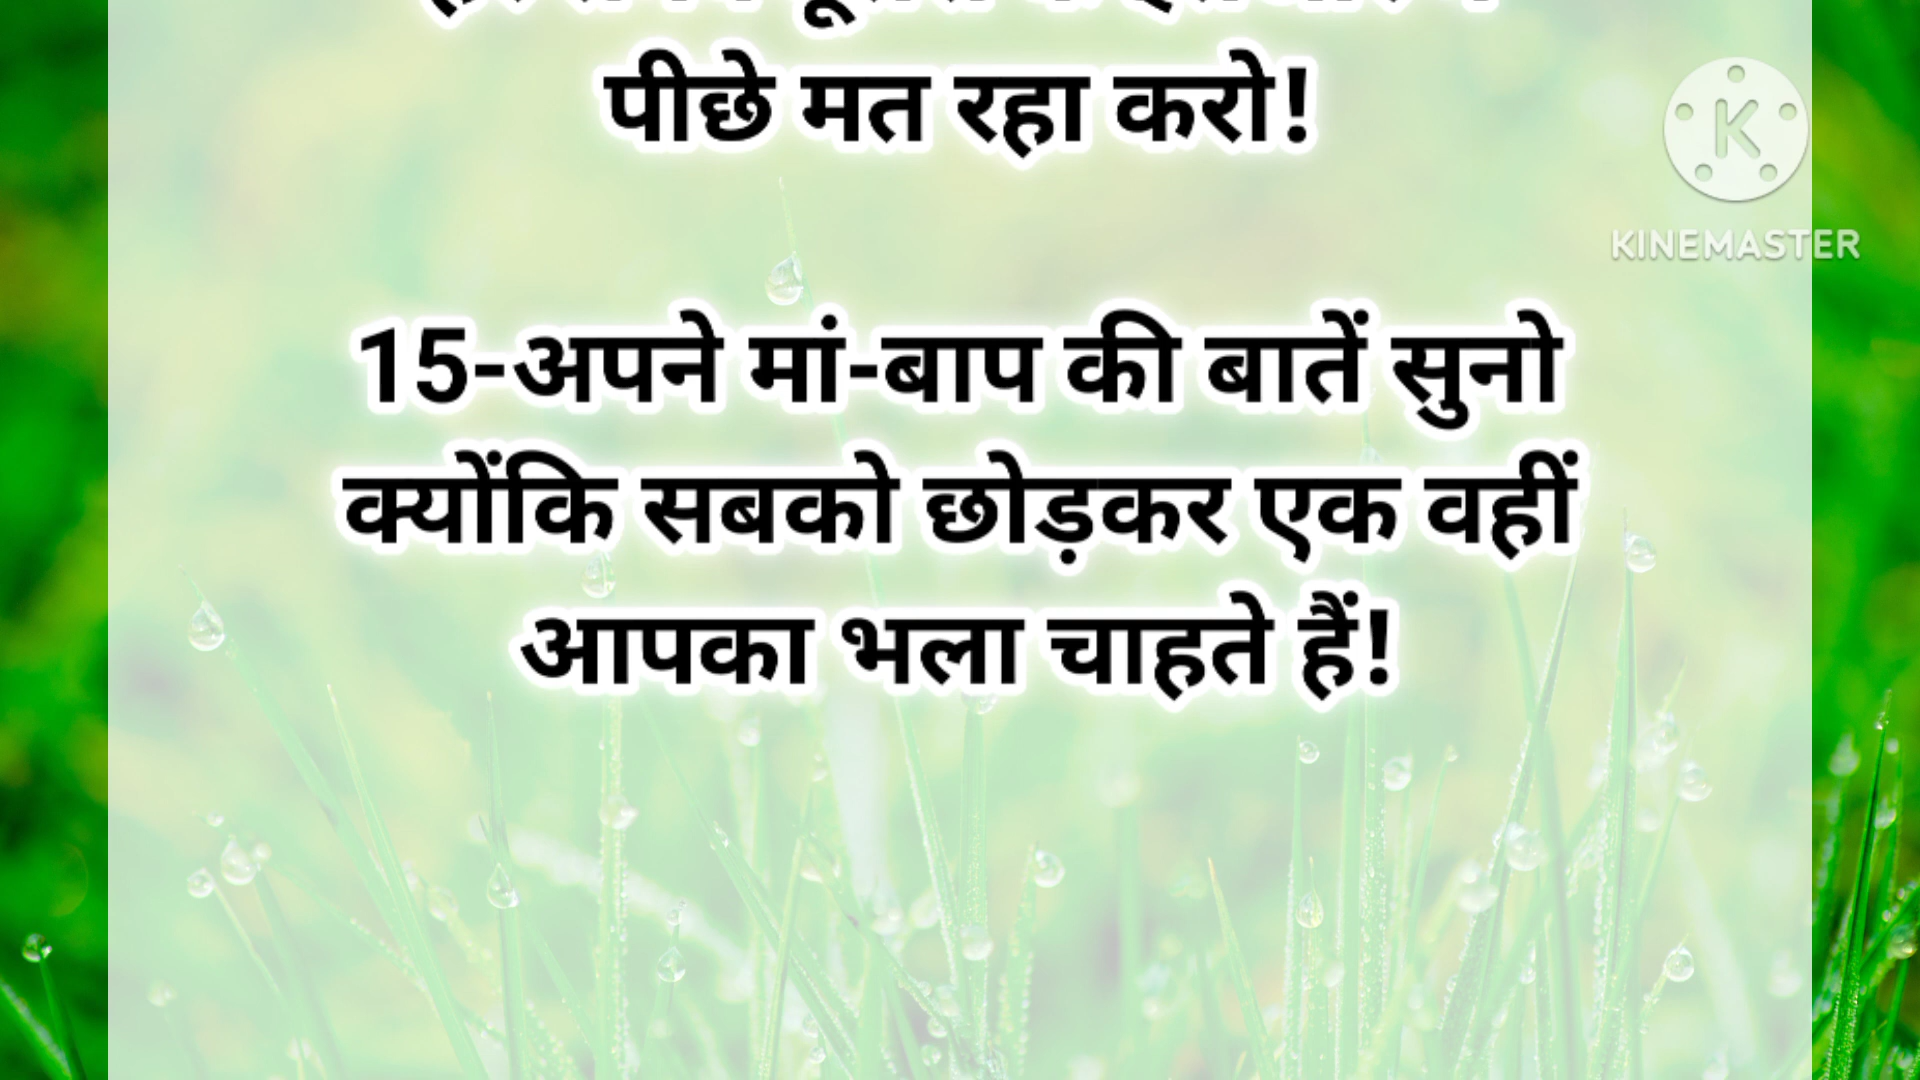 पीछे मत रहा करो!
KINEMASTER
15-अपने मां-बाप की बातें सुनो
क्योंकि सबको छोड़कर एक वहीं
आपका भला चाहते हैं!